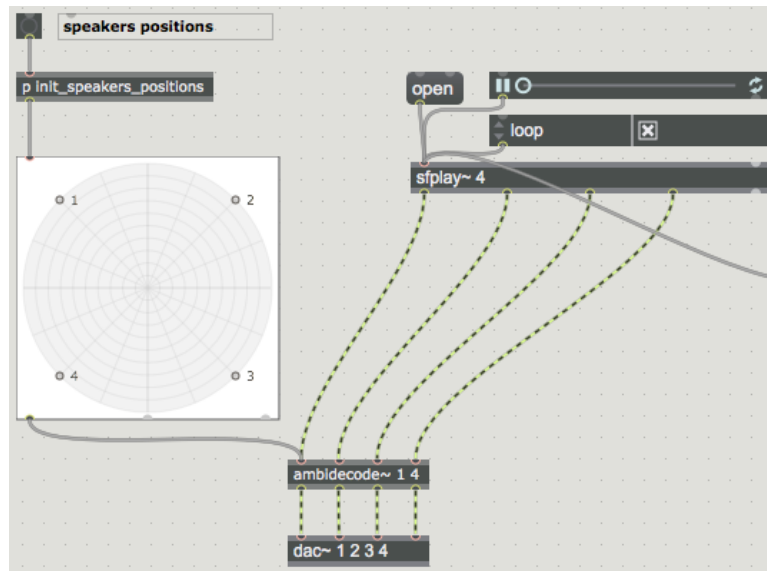 speakers positions
p init_speakers_positions
open
loop
sfplay~ 4
1
2
4
3
ambidecode~ 1 4
dac~ 1 2 3 4